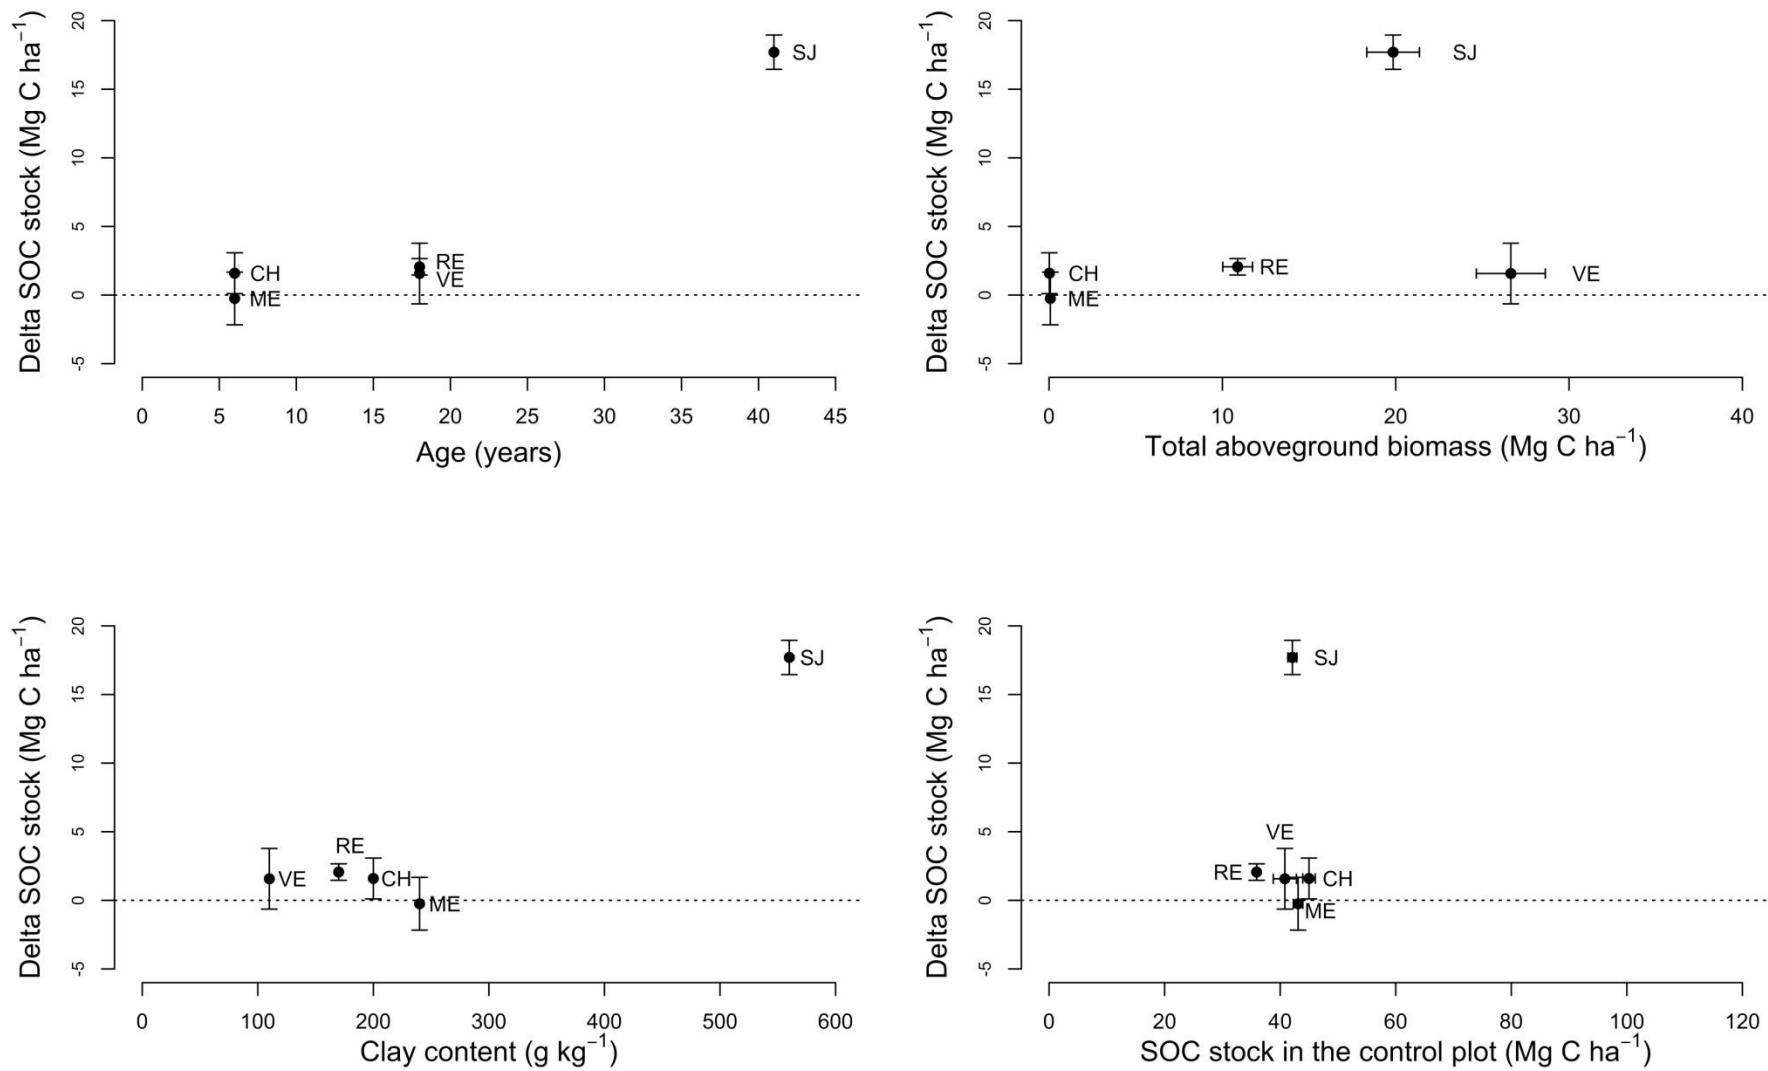 Delta SOC stock (Mg C ha−1)
20
15
10
5
0
-5
SJ
RE
VE
CH
ME
0 5 10 15 20 25 30 35 40 45
Age (years)
Delta SOC stock (Mg C ha−1)
20
15
10
5
0
-5
SJ
CH
RE
VE
ME
0 10 20 30 40
Total aboveground biomass (Mg C ha−1)
Delta SOC stock (Mg C ha−1)
20
15
10
5
0
-5
SJ
RE
VE
CH
ME
0 100 200 300 400 500 600
Clay content (g kg−1)
Delta SOC stock (Mg C ha−1)
20
15
10
5
0
-5
SJ
VE
RE
CH
ME
0 20 40 60 80 100 120
SOC stock in the control plot (Mg C ha−1)